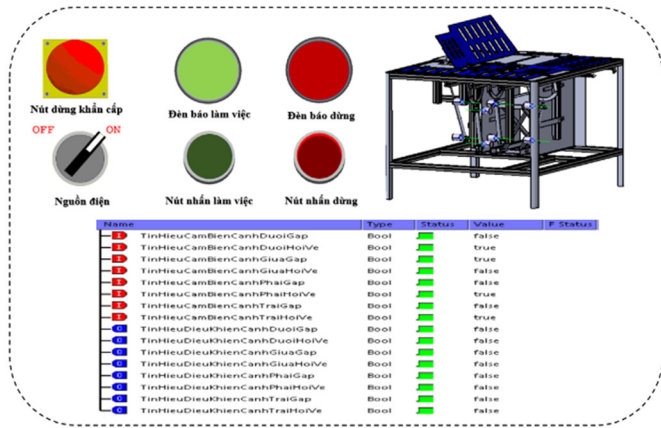 Nút dừng khẩn cấp
Đèn báo làm việc
Đèn báo dừng
OFF
ON
Nguồn điện
Nút nhấn làm việc
Nút nhấn dừng
Name Type Status Value F Status
I TinHieuCamBienCanhDuoiGap Bool false
I TinHieuCamBienCanhDuoiHoiVe Bool true
I TinHieuCamBienCanhGiuaGap Bool true
I TinHieuCamBienCanhGiuaHoiVe Bool false
I TinHieuCamBienCanhPhaiGap Bool false
I TinHieuCamBienCanhPhaiHoiVe Bool true
I TinHieuCamBienCanhTraiGap Bool false
I TinHieuCamBienCanhTraiHoiVe Bool true
C TinHieuDieuKhienCanhDuoiGap Bool false
C TinHieuDieuKhienCanhDuoiHoiVe Bool false
C TinHieuDieuKhienCanhGiuaGap Bool false
C TinHieuDieuKhienCanhGiuaHoiVe Bool false
C TinHieuDieuKhienCanhPhaiGap Bool false
C TinHieuDieuKhienCanhPhaiHoiVe Bool false
C TinHieuDieuKhienCanhTraiGap Bool false
C TinHieuDieuKhienCanhTraiHoiVe Bool false